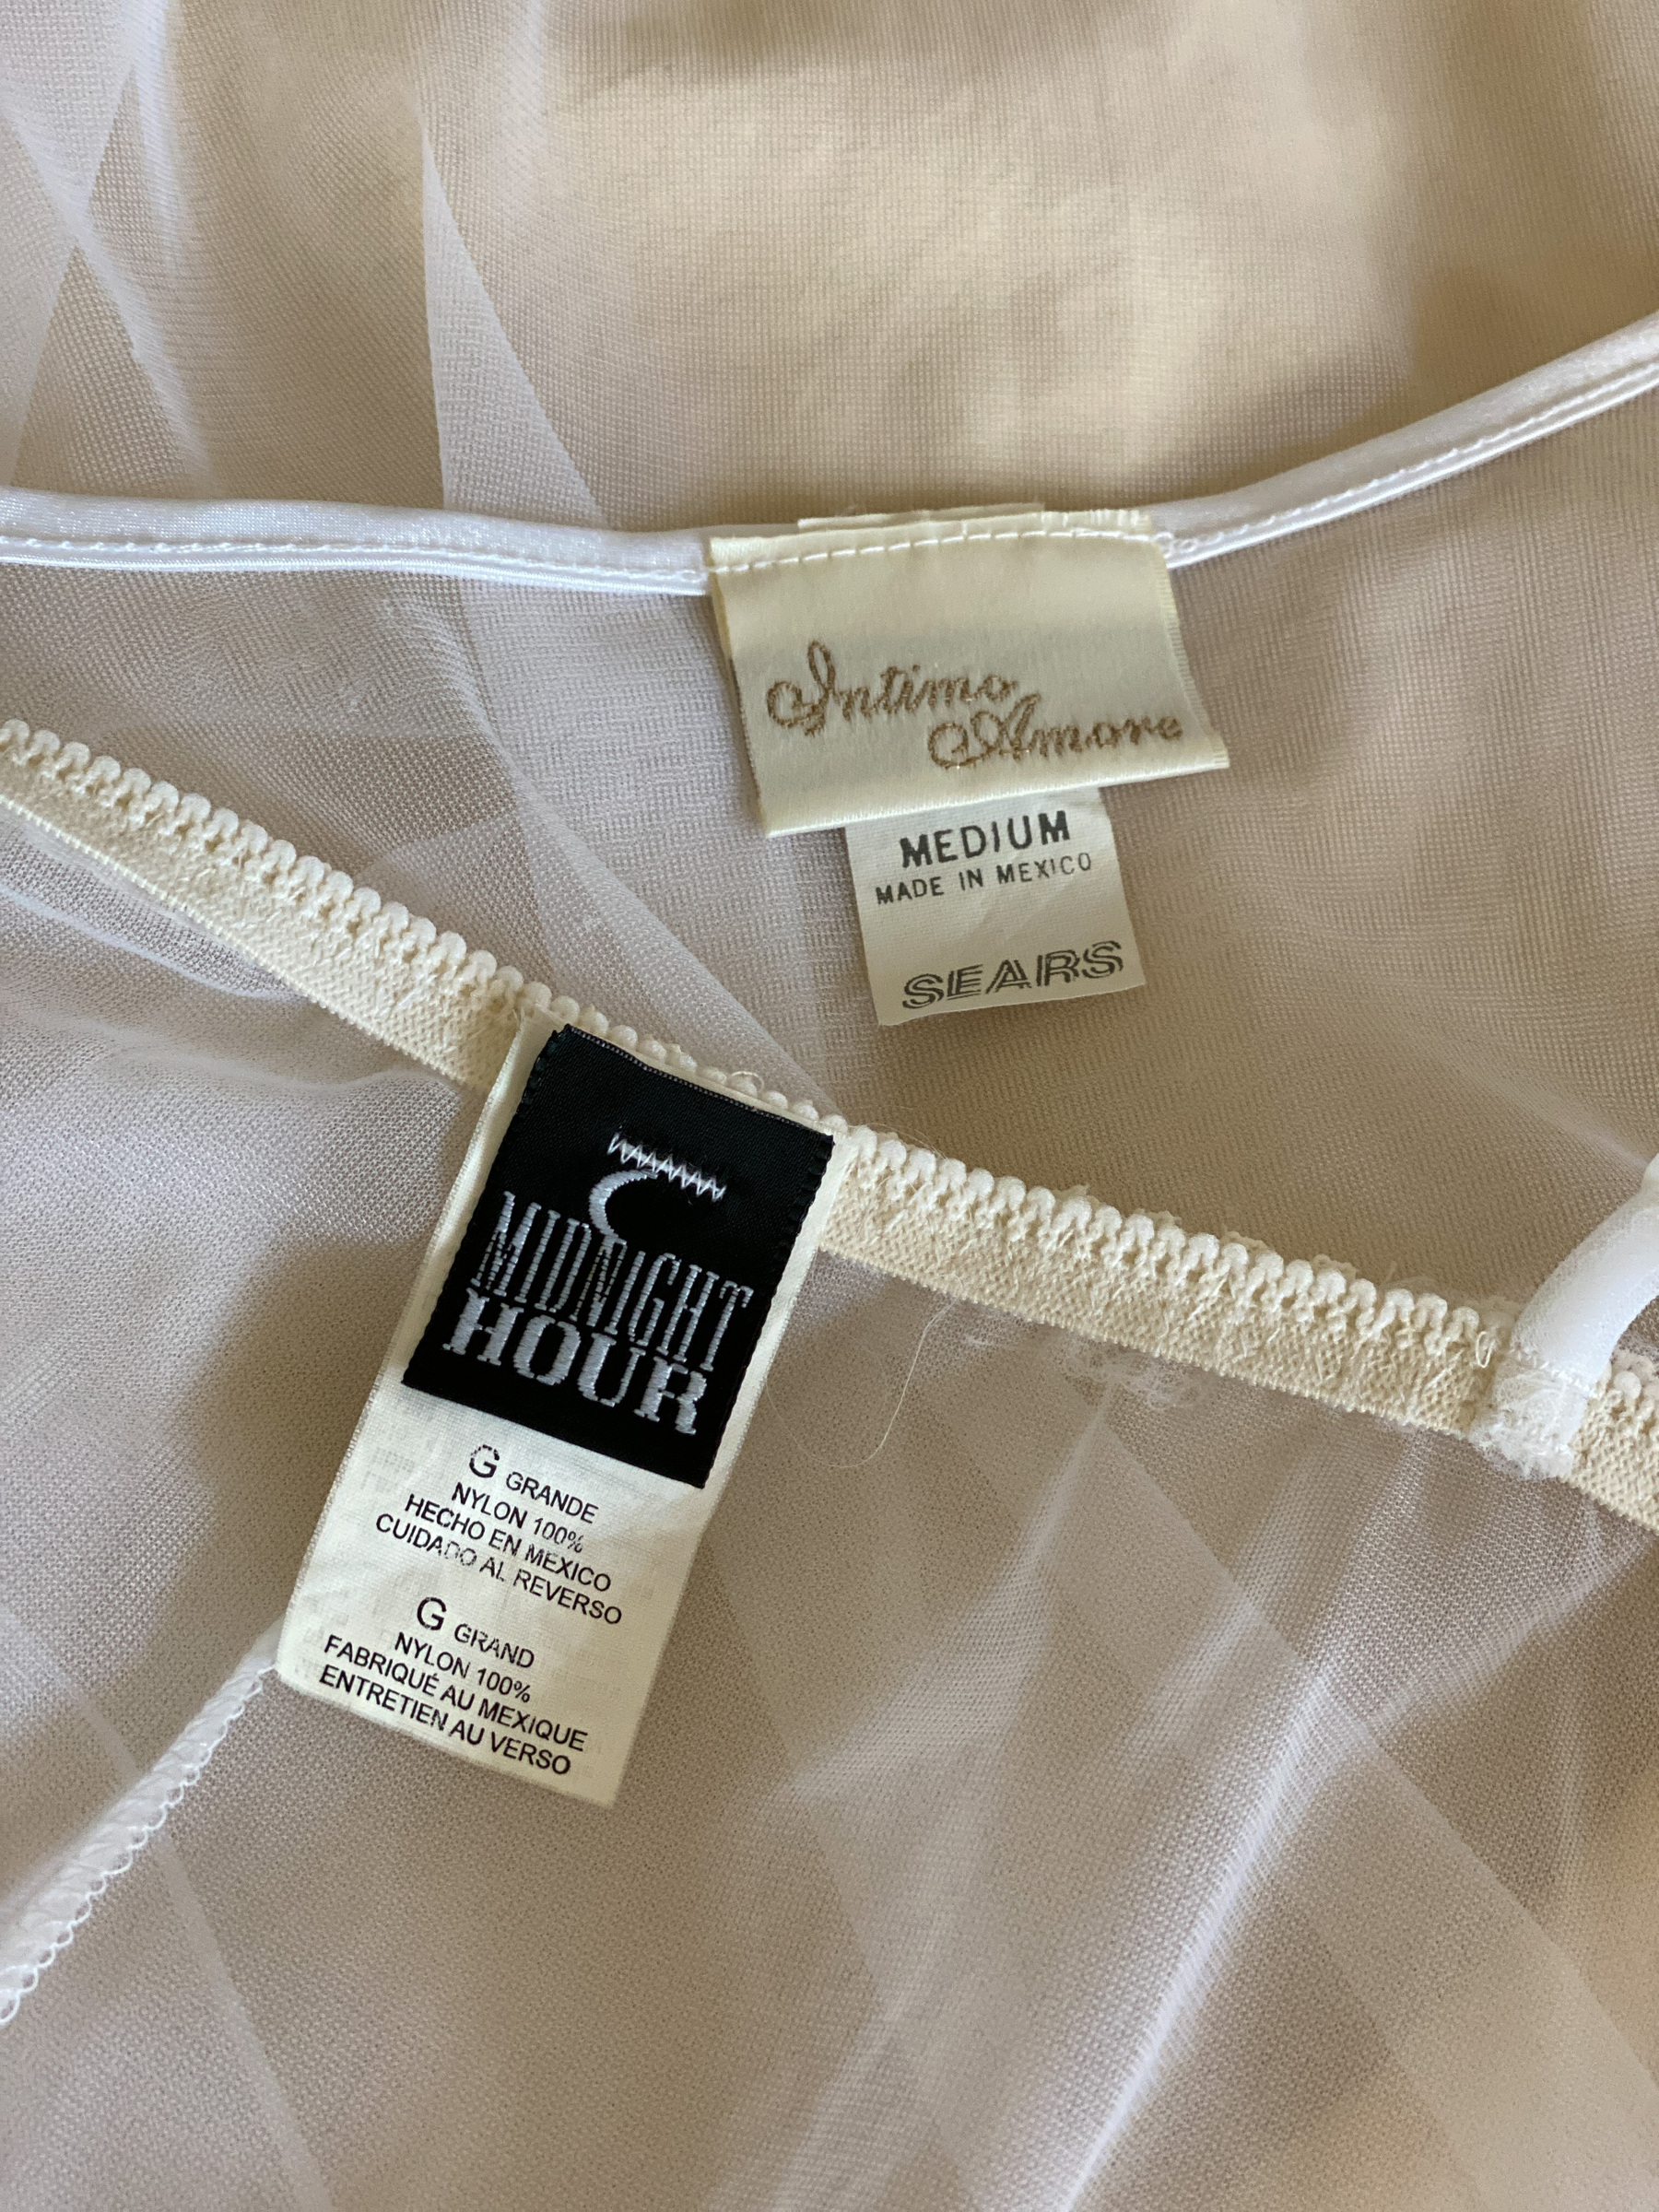 Intimo
Amore
MEDIUM
MADE IN MEXICO
SEARS
MIDNIGHT
HOUR
G GRANDE
NYLON 100%
HECHO EN MEXICO
CUIDADO AL REVERSO
G GRAND
NYLON 100%
FABRIQUÉ AU MEXIQUE
ENTRETIEN AU VERSO